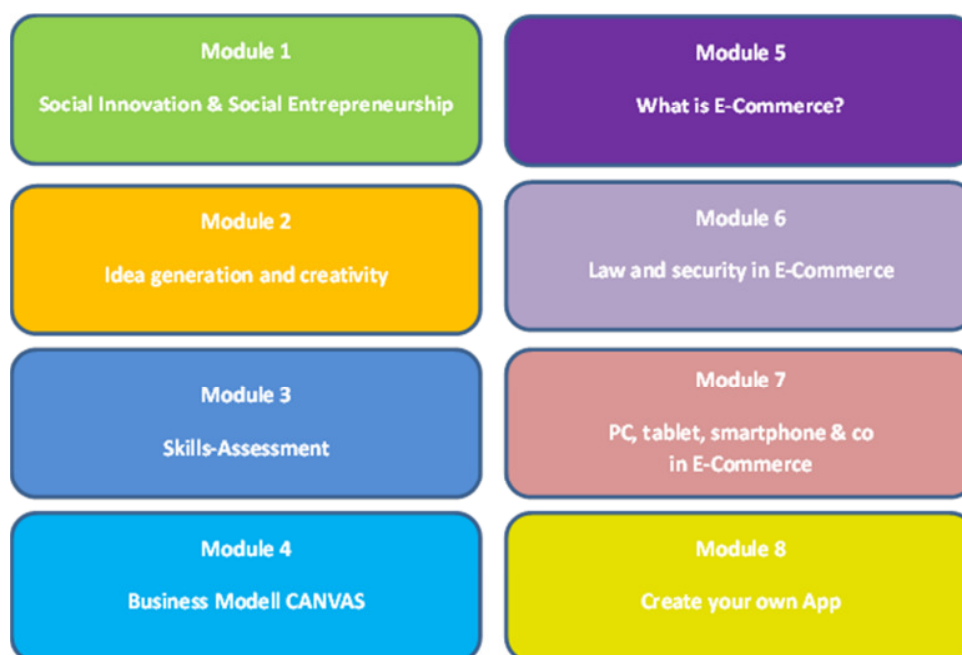 Module 1
Social Innovation & Social Entrepreneurship
Module 2
Idea generation and creativity
Module 3
Skills-Assessment
Module 4
Business Modell CANVAS
Module 5
What is E-Commerce?
Module 6
Law and security in E-Commerce
Module 7
PC, tablet, smartphone & co
in E-Commerce
Module 8
Create your own App